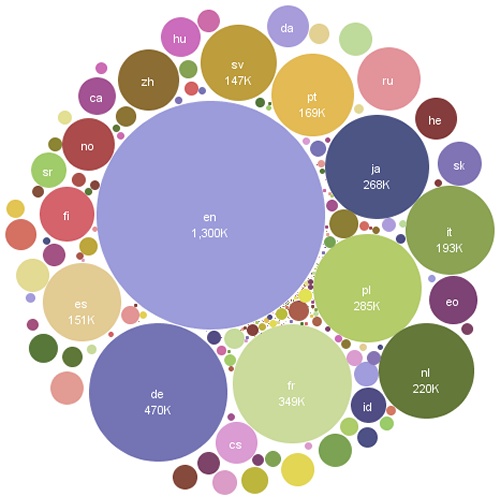 hu
da
sv
147K
zh
pt
169K
ru
ca
he
no
ja
268K
sk
sr
fi
en
1,300K
it
193K
es
151K
pl
285K
eo
de
470K
fr
349K
nl
220K
id
cs